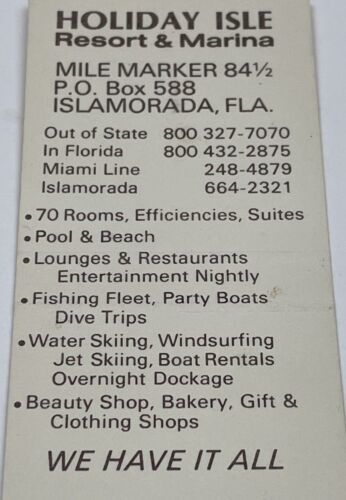 HOLIDAY ISLE
Resort & Marina
MILE MARKER 84½
P.O. Box 588
ISLAMORADA, FLA.
Out of State 800 327-7070
In Florida 800 432-2875
Miami Line 248-4879
Islamorada 664-2321
• 70 Rooms, Efficiencies, Suites
• Pool & Beach
• Lounges & Restaurants
Entertainment Nightly
• Fishing Fleet, Party Boats
Dive Trips
• Water Skiing, Windsurfing
Jet Skiing, Boat Rentals
Overnight Dockage
• Beauty Shop, Bakery, Gift &
Clothing Shops
WE HAVE IT ALL